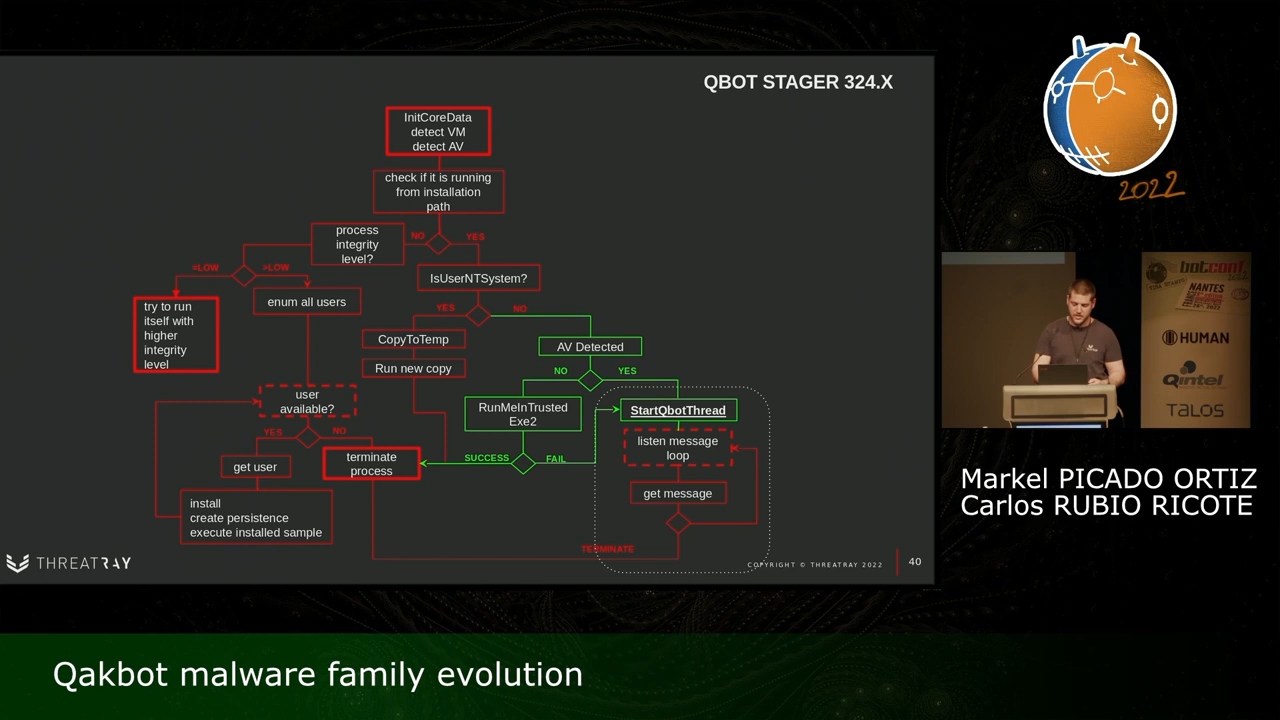 QBOT STAGER 324.X
InitCoreData
detect VM
detect AV
check if it is running
from installation
path
process
integrity
level?
NO
YES
=LOW
>LOW
IsUserNTSystem?
enum all users
try to run
itself with
higher
integrity
level
YES
NO
CopyToTemp
Run new copy
AV Detected
NO
YES
user
available?
RunMeInTrusted
Exe2
StartQbotThread
listen message
loop
YES
NO
get user
terminate
process
SUCCESS
FAIL
get message
install
create persistence
execute installed sample
TERMINATE
THREATRAY
COPYRIGHT © THREATRAY 2022
40
2022
bot.conf
NANTES
HUMAN
Qintel
TALOS
Markel PICADO ORTIZ
Carlos RUBIO RICOTE
Qakbot malware family evolution